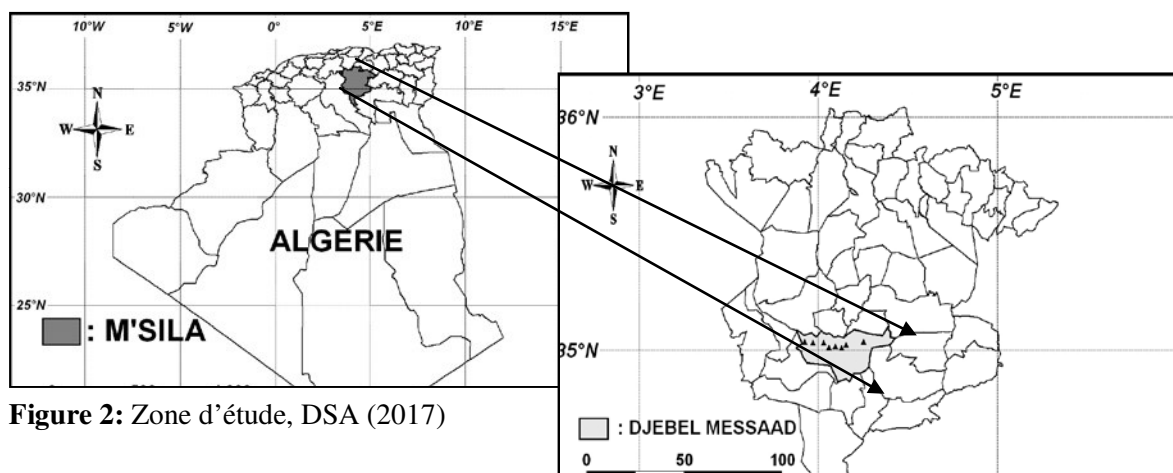 10°W 5°W 0° 5°E 10°E 15°E
35°N
N
W E
S
30°N
ALGERIE
25°N
: M'SILA
Figure 2: Zone d'étude, DSA (2017)
3°E 4°E 5°E
36°N
N
W E
S
35°N
: DJEBEL MESSAAD
0 50 100